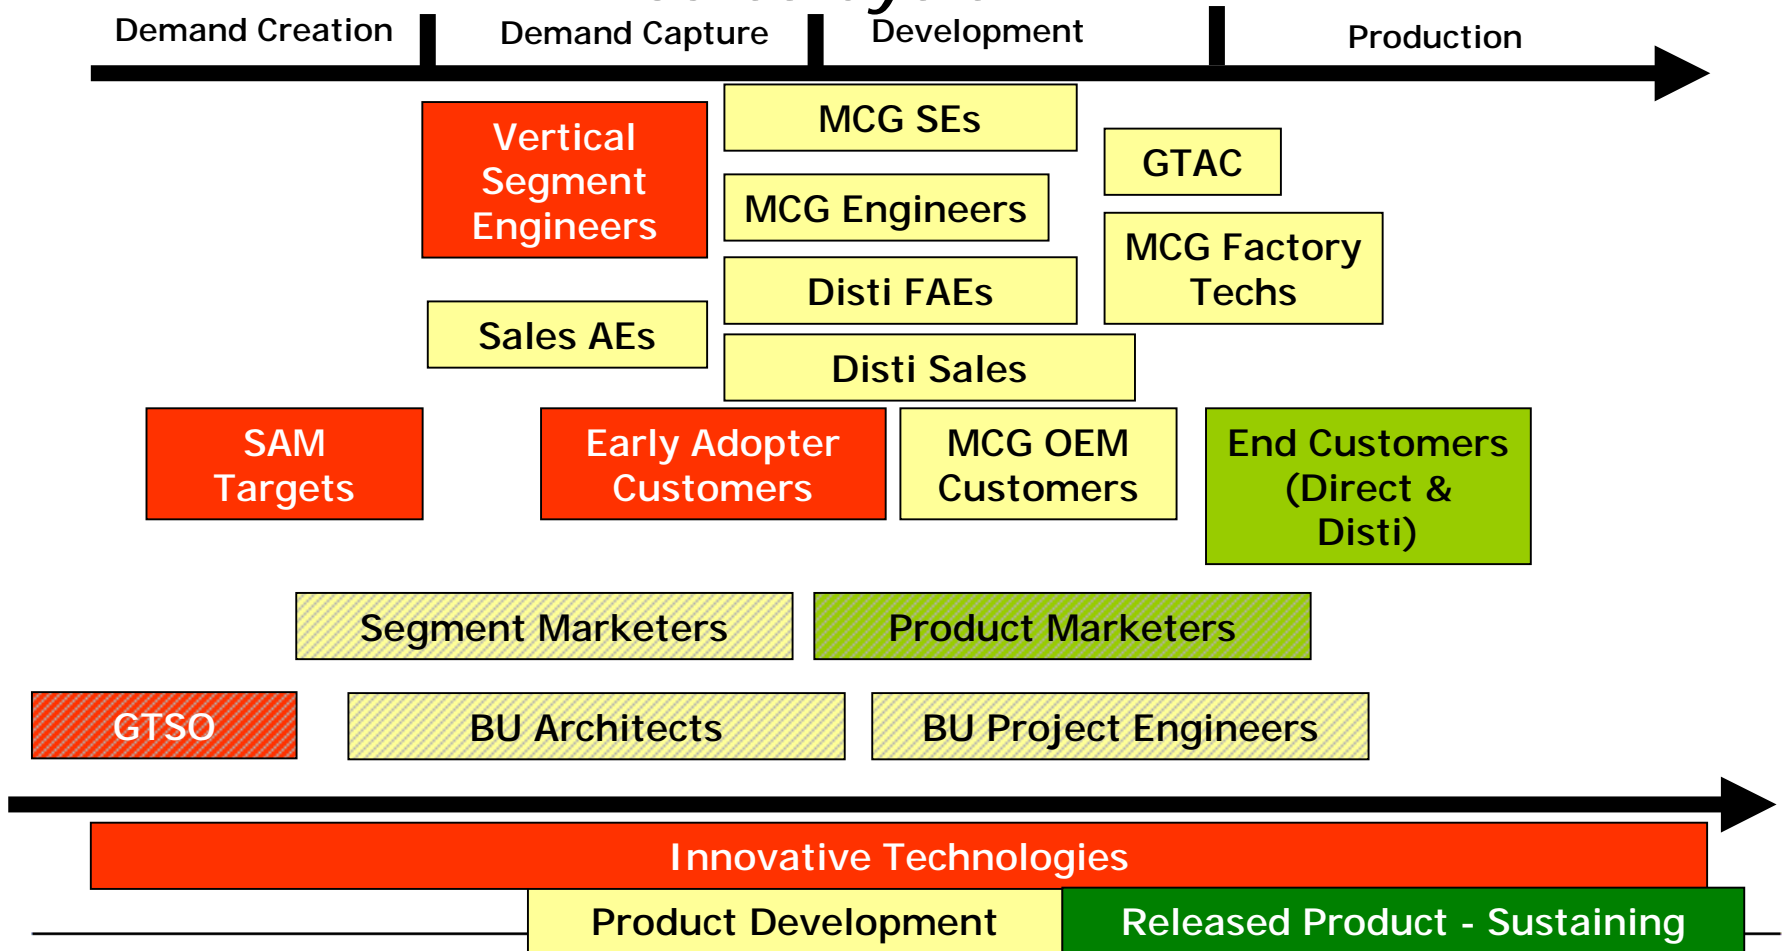 Demand Creation
Demand Capture
Development
Production
Vertical
Segment
Engineers
MCG SEs
GTAC
MCG Engineers
MCG Factory
Techs
Disti FAEs
Sales AEs
Disti Sales
SAM
Targets
Early Adopter
Customers
MCG OEM
Customers
End Customers
(Direct &
Disti)
Segment Marketers
Product Marketers
GTSO
BU Architects
BU Project Engineers
Innovative Technologies
Product Development
Released Product - Sustaining